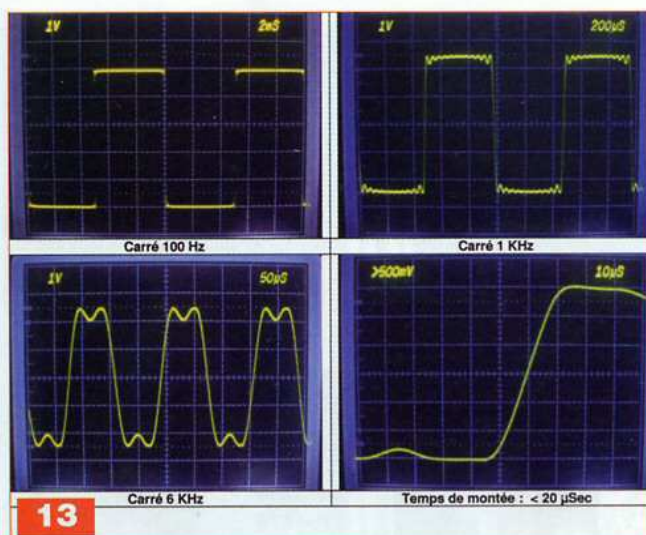 1V 2mS
1V 200µS
Carré 100 Hz
Carré 1 KHz
1V 50µS
>500mV 10µS
Carré 6 KHz
Temps de montée : < 20 µSec
13